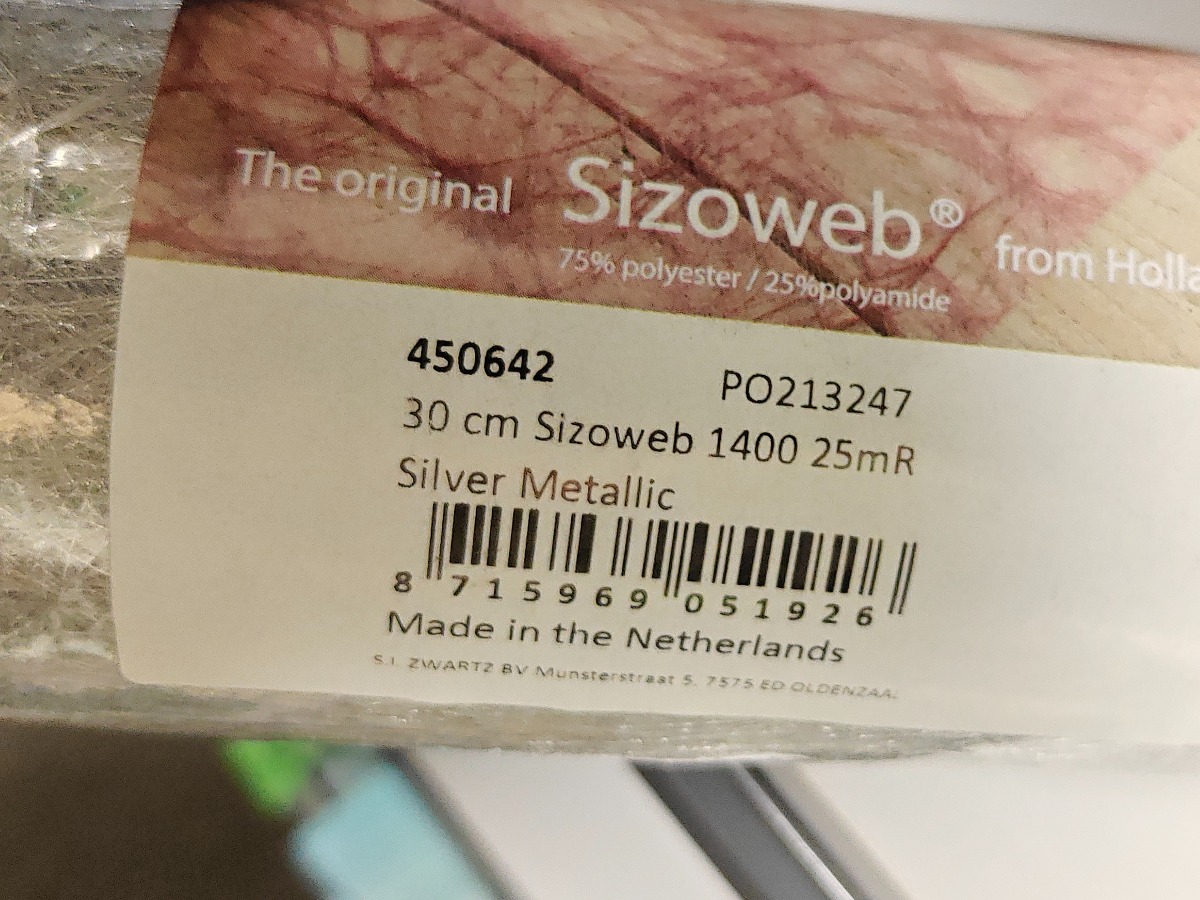 The original Sizoweb® from Holla
75% polyester / 25%polyamide
450642 PO213247
30 cm Sizoweb 1400 25mR
Silver Metallic
8 715969 051926
Made in the Netherlands
S.I. ZWARTZ BV Munsterstraat 5, 7575 ED OLDENZAAL